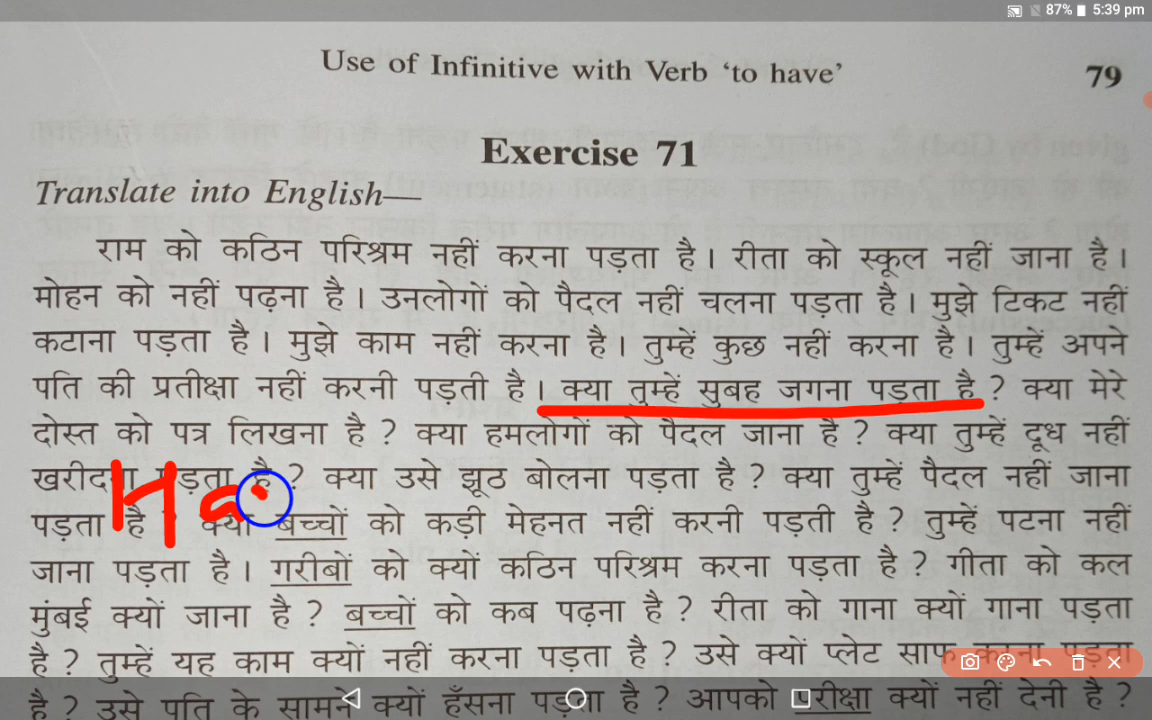 87% 5:39 pm
Use of Infinitive with Verb ‘to have’ 79
Exercise 71
Translate into English—
राम को कठिन परिश्रम नहीं करना पड़ता है। रीता को स्कूल नहीं जाना है।
मोहन को नहीं पढ़ना है। उनलोगों को पैदल नहीं चलना पड़ता है। मुझे टिकट नहीं
कटाना पड़ता है। मुझे काम नहीं करना है। तुम्हें कुछ नहीं करना है। तुम्हें अपने
पति की प्रतीक्षा नहीं करनी पड़ती है। क्या तुम्हें सुबह जगना पड़ता है ? क्या मेरे
दोस्त को पत्र लिखना है ? क्या हमलोगों को पैदल जाना है ? क्या तुम्हें दूध नहीं
खरीदना पड़ता है ? क्या उसे झूठ बोलना पड़ता है ? क्या तुम्हें पैदल नहीं जाना
Ha
पड़ता है ? क्या बच्चों को कड़ी मेहनत नहीं करनी पड़ती है ? तुम्हें पटना नहीं
जाना पड़ता है। गरीबों को क्यों कठिन परिश्रम करना पड़ता है ? गीता को कल
मुंबई क्यों जाना है ? बच्चों को कब पढ़ना है ? रीता को गाना क्यों गाना पड़ता
है ? तुम्हें यह काम क्यों नहीं करना पड़ता है ? उसे क्यों प्लेट साफ करना पड़ता
है ? उसे पति के सामने क्यों हँसना पड़ता है ? आपको परीक्षा क्यों नहीं देनी है ?